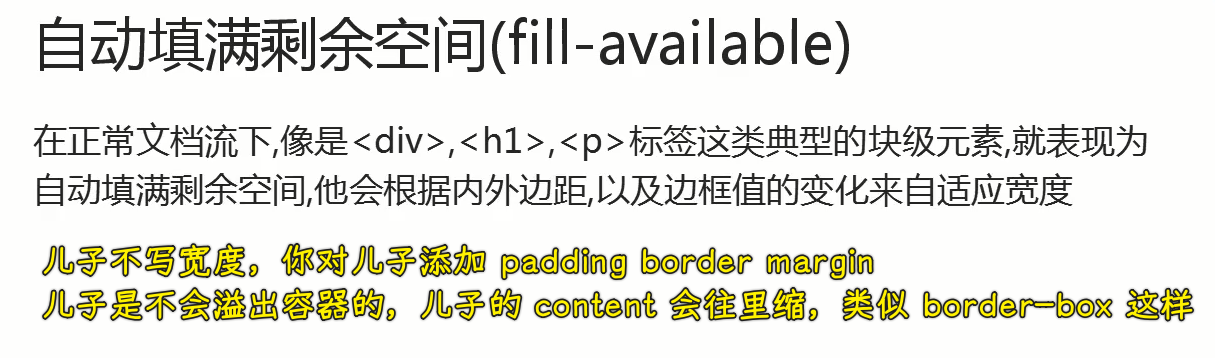 自动填满剩余空间(fill-available)
在正常文档流下,像是<div>,<h1>,<p>标签这类典型的块级元素,就表现为
自动填满剩余空间,他会根据内外边距,以及边框值的变化来自适应宽度
儿子不写宽度，你对儿子添加 padding border margin
儿子是不会溢出容器的，儿子的 content 会往里缩，类似 border-box 这样